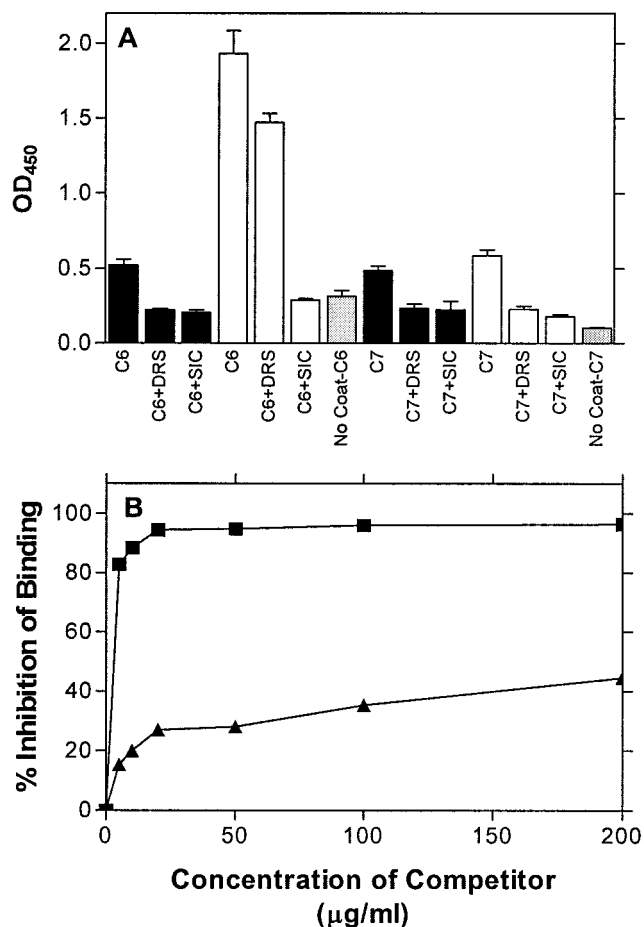 A
2.0
1.5
1.0
0.5
0.0
OD450
C6
C6+DRS
C6+SIC
C6
C6+DRS
C6+SIC
No Coat-C6
C7
C7+DRS
C7+SIC
C7
C7+DRS
C7+SIC
No Coat-C7
B
100
80
60
40
20
0
% Inhibition of Binding
0
50
100
150
200
Concentration of Competitor
(μg/ml)